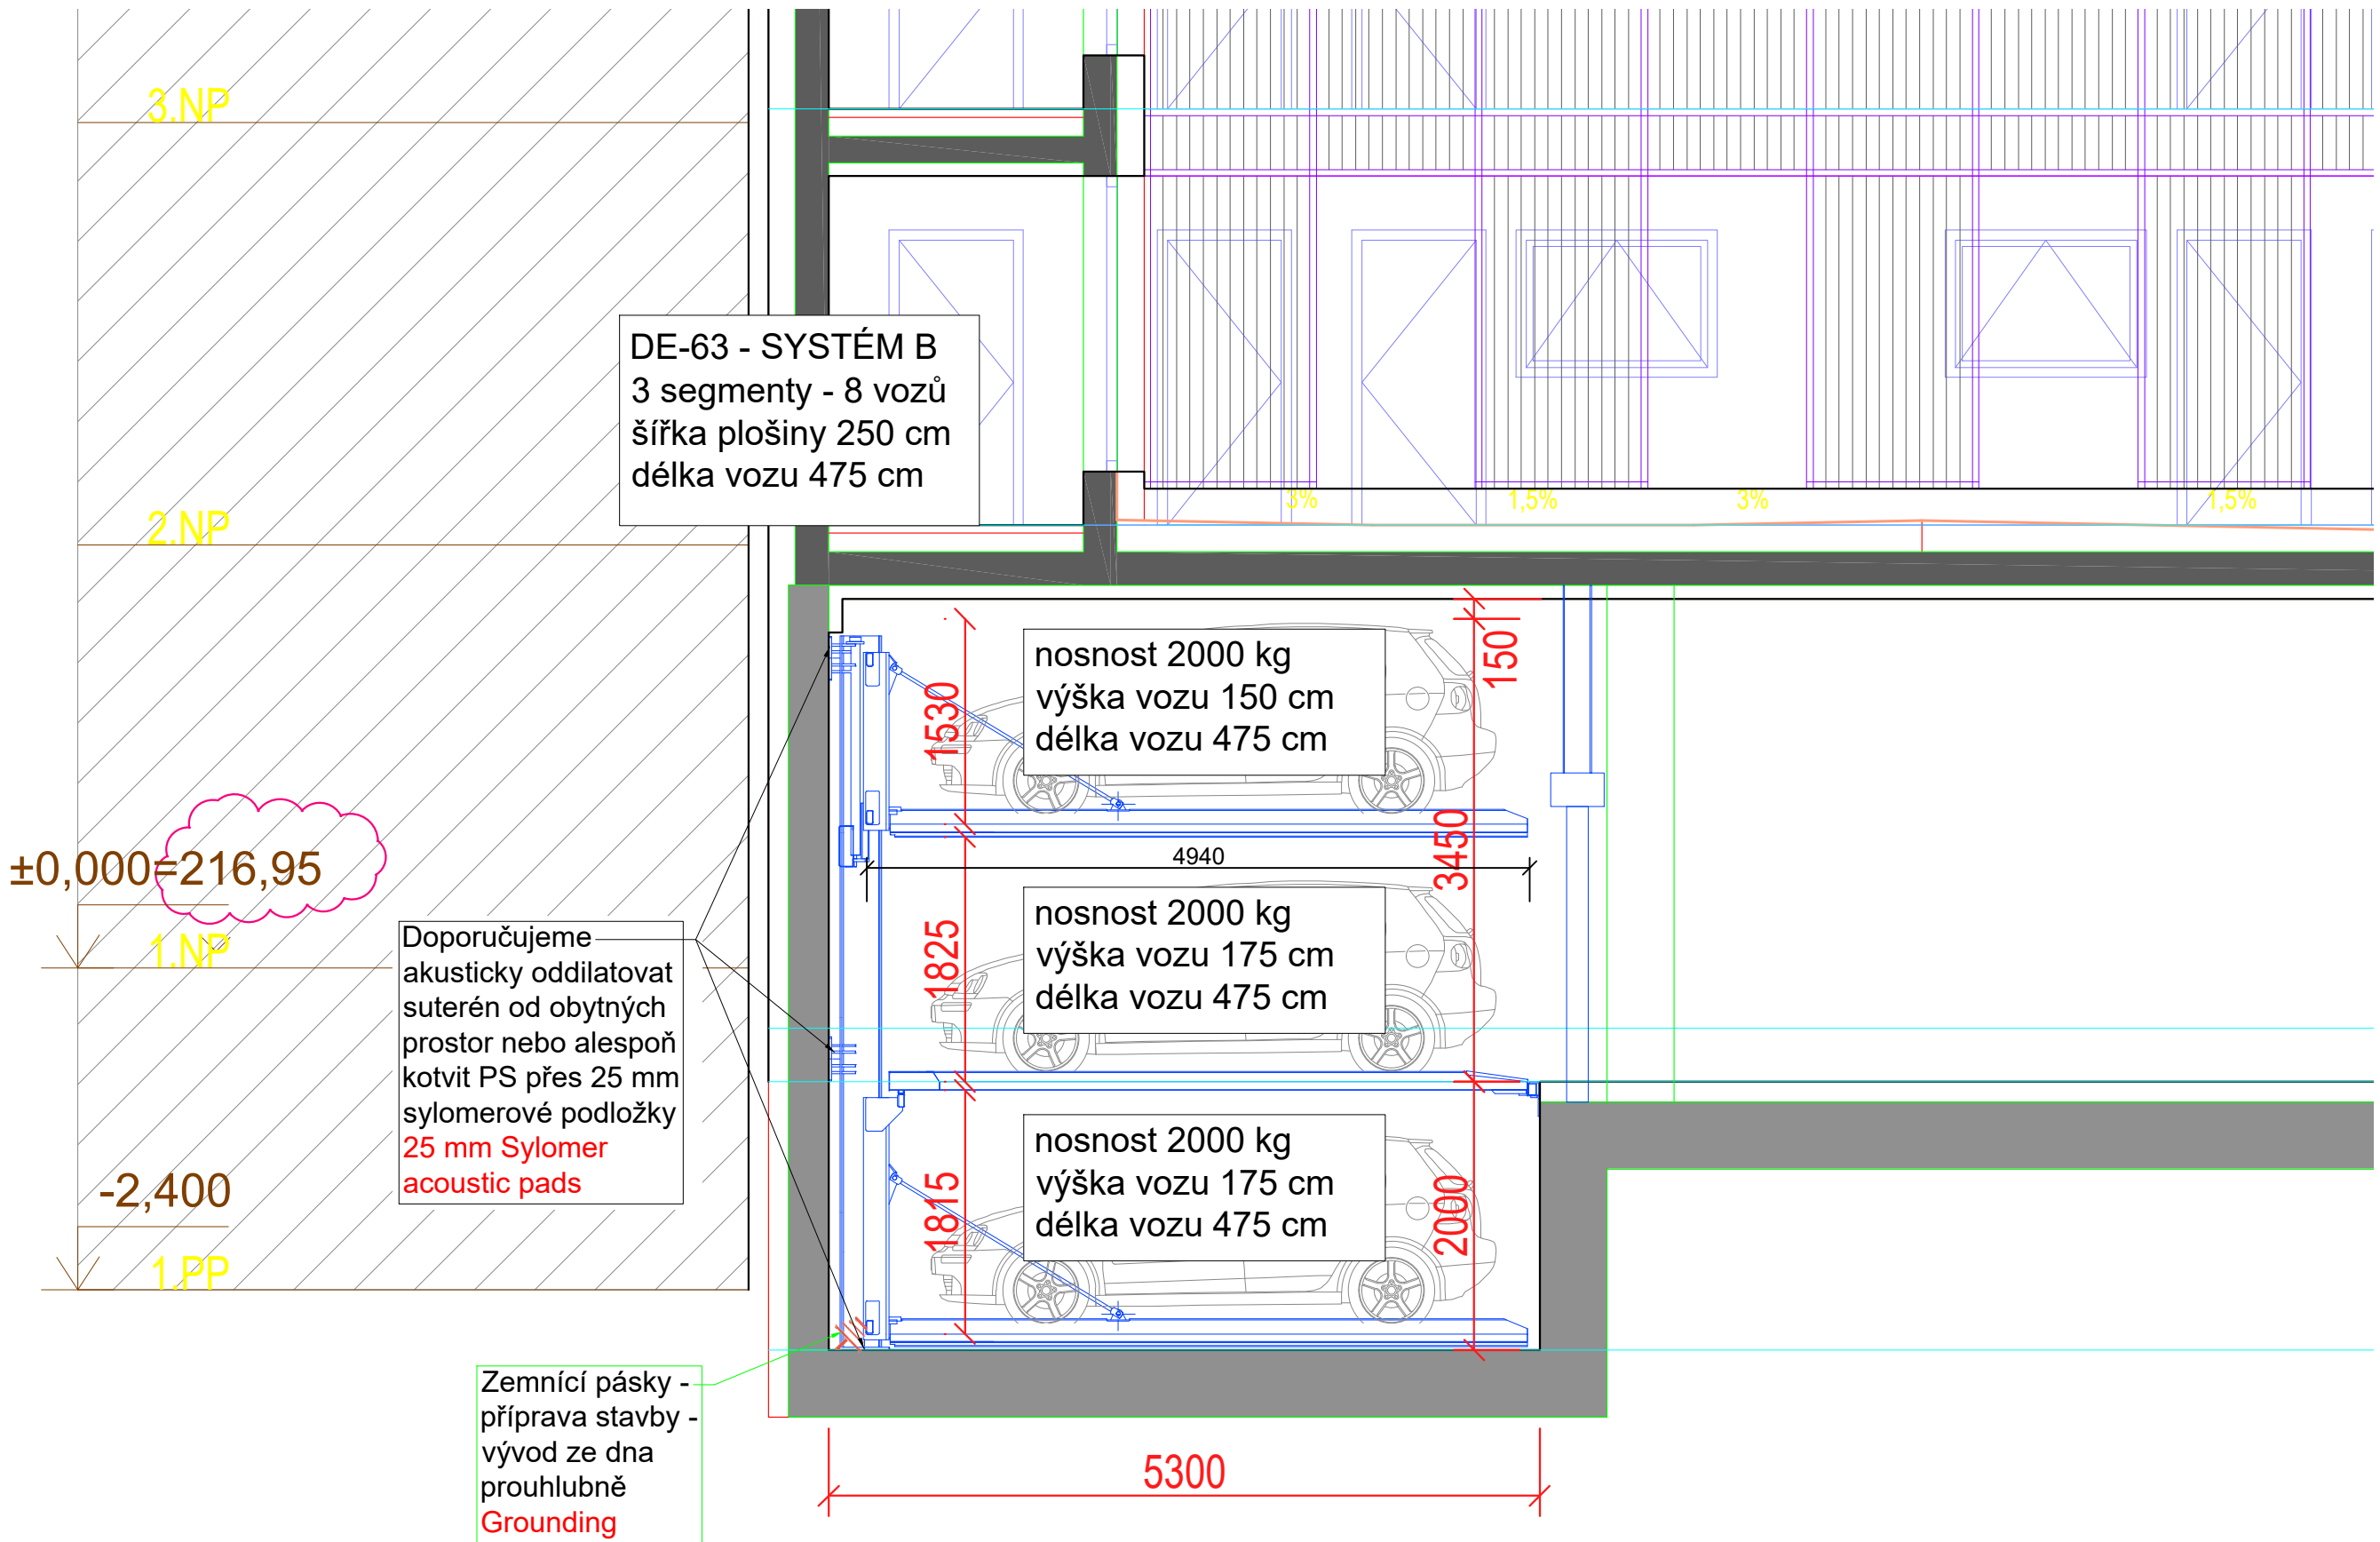 3.NP
DE-63 - SYSTÉM B
3 segmenty - 8 vozů
šířka plošiny 250 cm
délka vozu 475 cm
3%
1,5%
3%
1,5%
2.NP
nosnost 2000 kg
výška vozu 150 cm
délka vozu 475 cm
150
1530
3450
4940
±0,000=216,95
1.NP
nosnost 2000 kg
výška vozu 175 cm
délka vozu 475 cm
1825
Doporučujeme
akusticky oddilatovat
suterén od obytných
prostor nebo alespoň
kotvit PS přes 25 mm
sylomerové podložky
25 mm Sylomer
acoustic pads
nosnost 2000 kg
výška vozu 175 cm
délka vozu 475 cm
1815
2000
-2,400
1.PP
Zemnící pásky -
příprava stavby -
vývod ze dna
prouhlubně
Grounding
5300